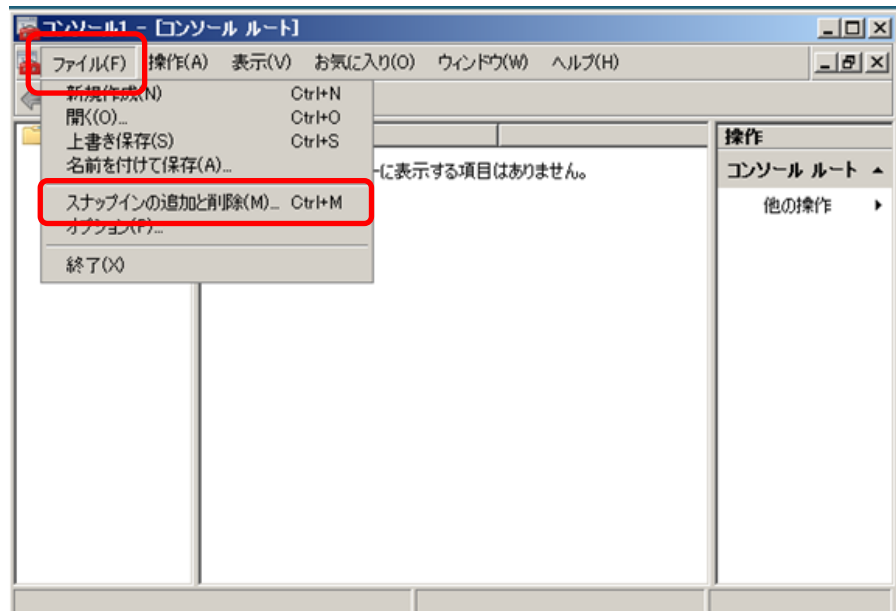 コンソール1 - [コンソール ルート]
ファイル(F) 操作(A) 表示(V) お気に入り(O) ウィンドウ(W) ヘルプ(H)
新規作成(N) Ctrl+N
開く(O)... Ctrl+O
上書き保存(S) Ctrl+S
名前を付けて保存(A)...
スナップインの追加と削除(M)... Ctrl+M
オプション(P)...
終了(X)
に表示する項目はありません。
操作
コンソール ルート
他の操作